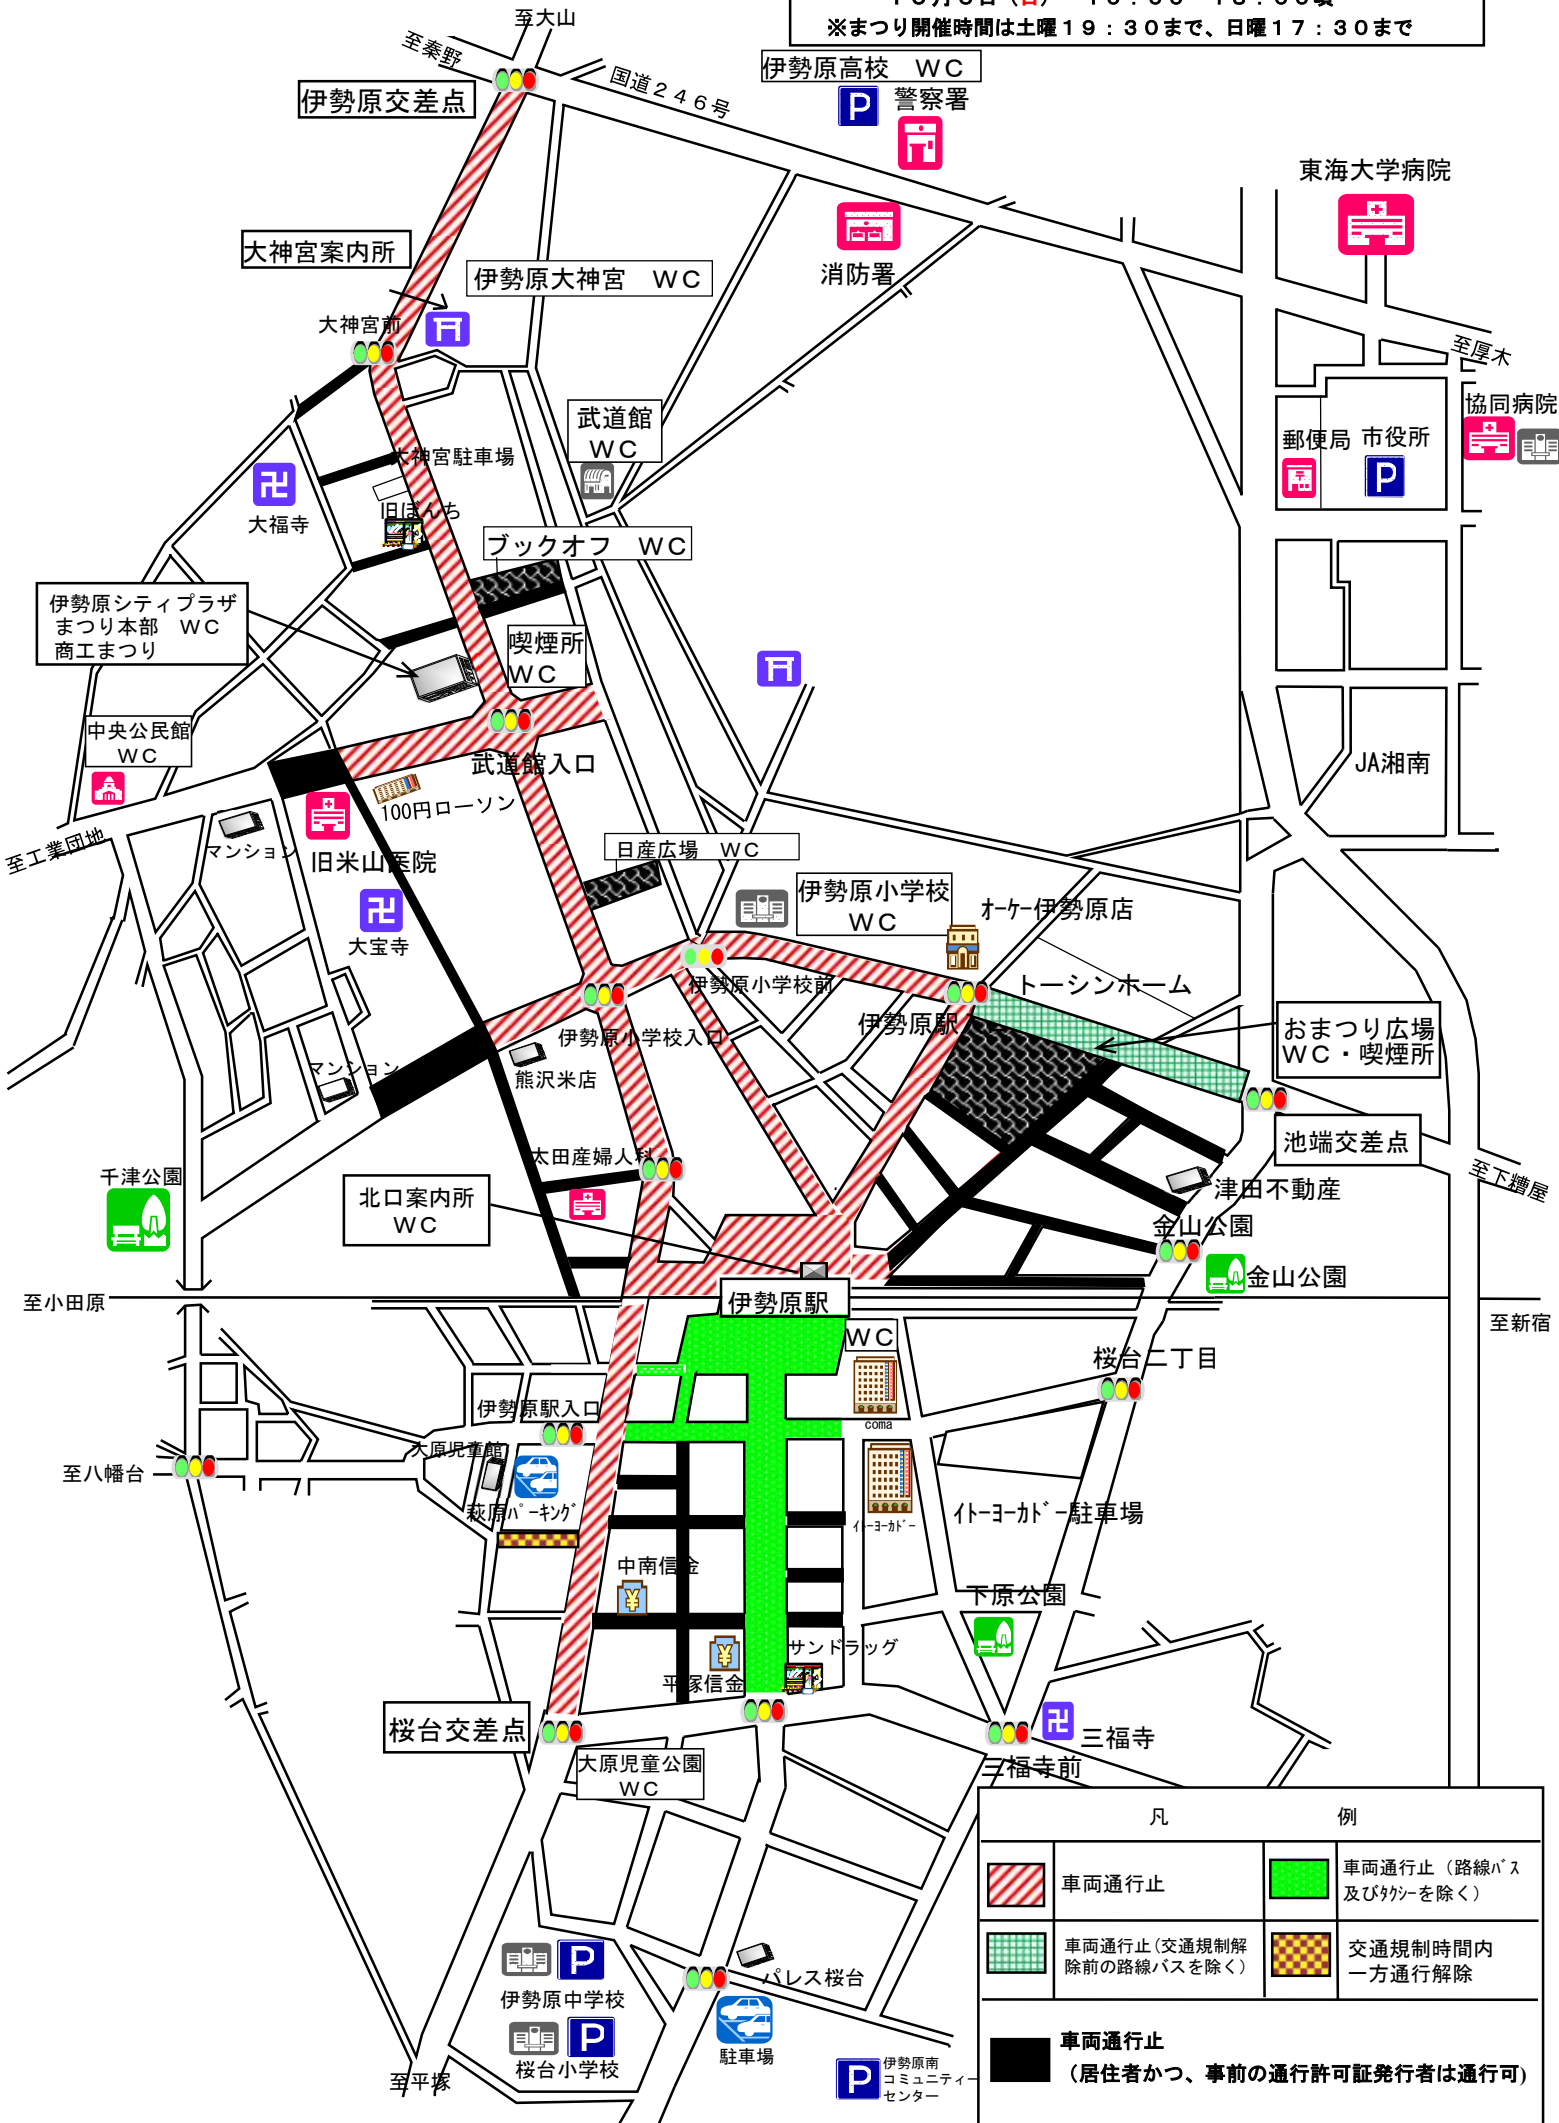 ※まつり開催時間は土曜１９：３０まで、日曜１７：３０まで
至大山
至秦野
国道２４６号
伊勢原高校　ＷＣ
P
警察署
伊勢原交差点
東海大学病院
大神宮案内所
伊勢原大神宮　ＷＣ
消防署
大神宮前
至厚木
協同病院
武道館
ＷＣ
郵便局
市役所
P
大神宮駐車場
大福寺
旧ぼんち
ブックオフ　ＷＣ
伊勢原シティプラザ
まつり本部　ＷＣ
商工まつり
喫煙所
ＷＣ
中央公民館
ＷＣ
武道館入口
JA湘南
100円ローソン
至工業団地
マンション
旧米山医院
日産広場　ＷＣ
伊勢原小学校
ＷＣ
オーケー伊勢原店
大宝寺
伊勢原小学校前
トーシンホーム
伊勢原駅
伊勢原小学校入口
おまつり広場
ＷＣ・喫煙所
マンション
熊沢米店
池端交差点
太田産婦人科
千津公園
至下糟屋
北口案内所
ＷＣ
津田不動産
金山公園
金山公園
至小田原
伊勢原駅
至新宿
ＷＣ
桜台二丁目
coma
伊勢原駅入口
大原児童館
至八幡台
萩原パーキング
イトーヨーカドー
イトーヨーカドー駐車場
中南信金
下原公園
サンドラッグ
平塚信金
桜台交差点
三福寺
三福寺前
大原児童公園
ＷＣ
凡　例
車両通行止
車両通行止（路線バス
及びタクシーを除く）
車両通行止（交通規制解
除前の路線バスを除く）
交通規制時間内
一方通行解除
車両通行止
（居住者かつ、事前の通行許可証発行者は通行可）
P
伊勢原中学校
パレス桜台
P
桜台小学校
駐車場
至平塚
P
伊勢原南
コミュニティー
センター